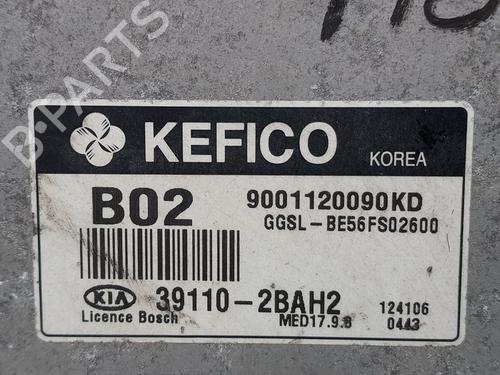 B-PARTS
KEFICO
KOREA
B02
9001120090KD
GGSL-BE56FS02600
KIA
39110-2BAH2
124106
Licence Bosch
MED17.9.8
0443